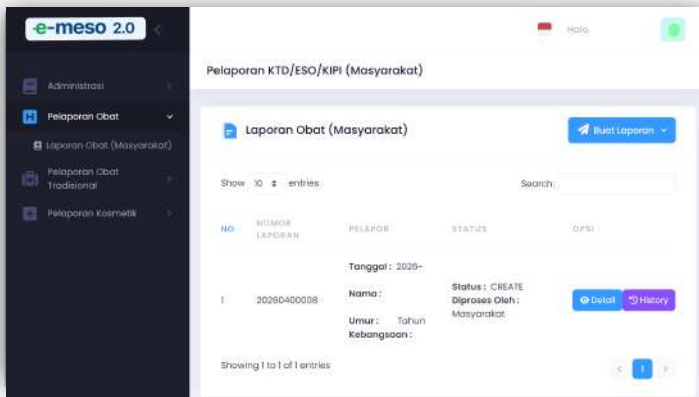 e-meso 2.0
Halo,
Administrasi
Pelaporan Obat
Laporan Obat (Masyarakat)
Pelaporan Obat
Tradisional
Pelaporan Kosmetik
Pelaporan KTD/ESO/KIPI (Masyarakat)
Laporan Obat (Masyarakat)
Buat Laporan
Show 10 entries
Search:
NO NOMOR LAPORAN PELAPOR STATUS OPSI
1 20260400008
Tanggal : 2026-
Nama :
Umur : Tahun
Kebangsaan :
Status : CREATE
Diproses Oleh :
Masyarakat
Detail
History
Showing 1 to 1 of 1 entries
< 1 >